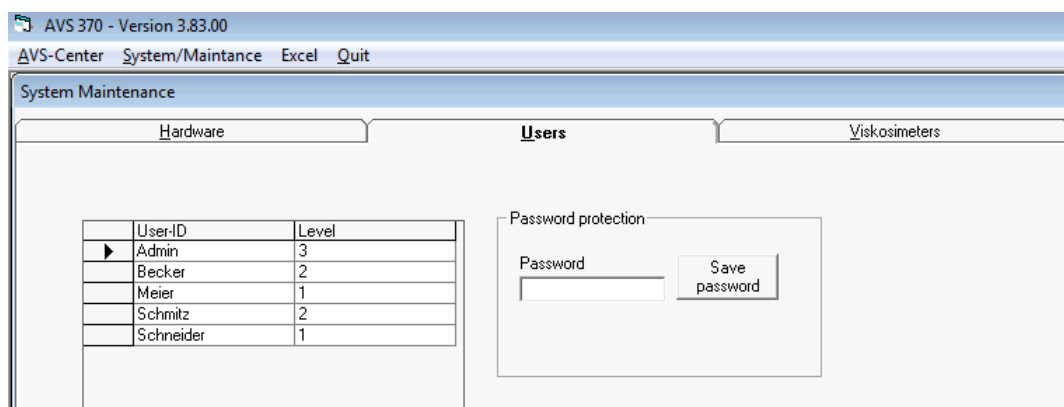 AVS 370 - Version 3.83.00
AVS-Center System/Maintance Excel Quit
System Maintenance
Hardware Users Viskosimeters
User-ID Level
Admin 3
Becker 2
Meier 1
Schmitz 2
Schneider 1
Password protection
Password
Save
password